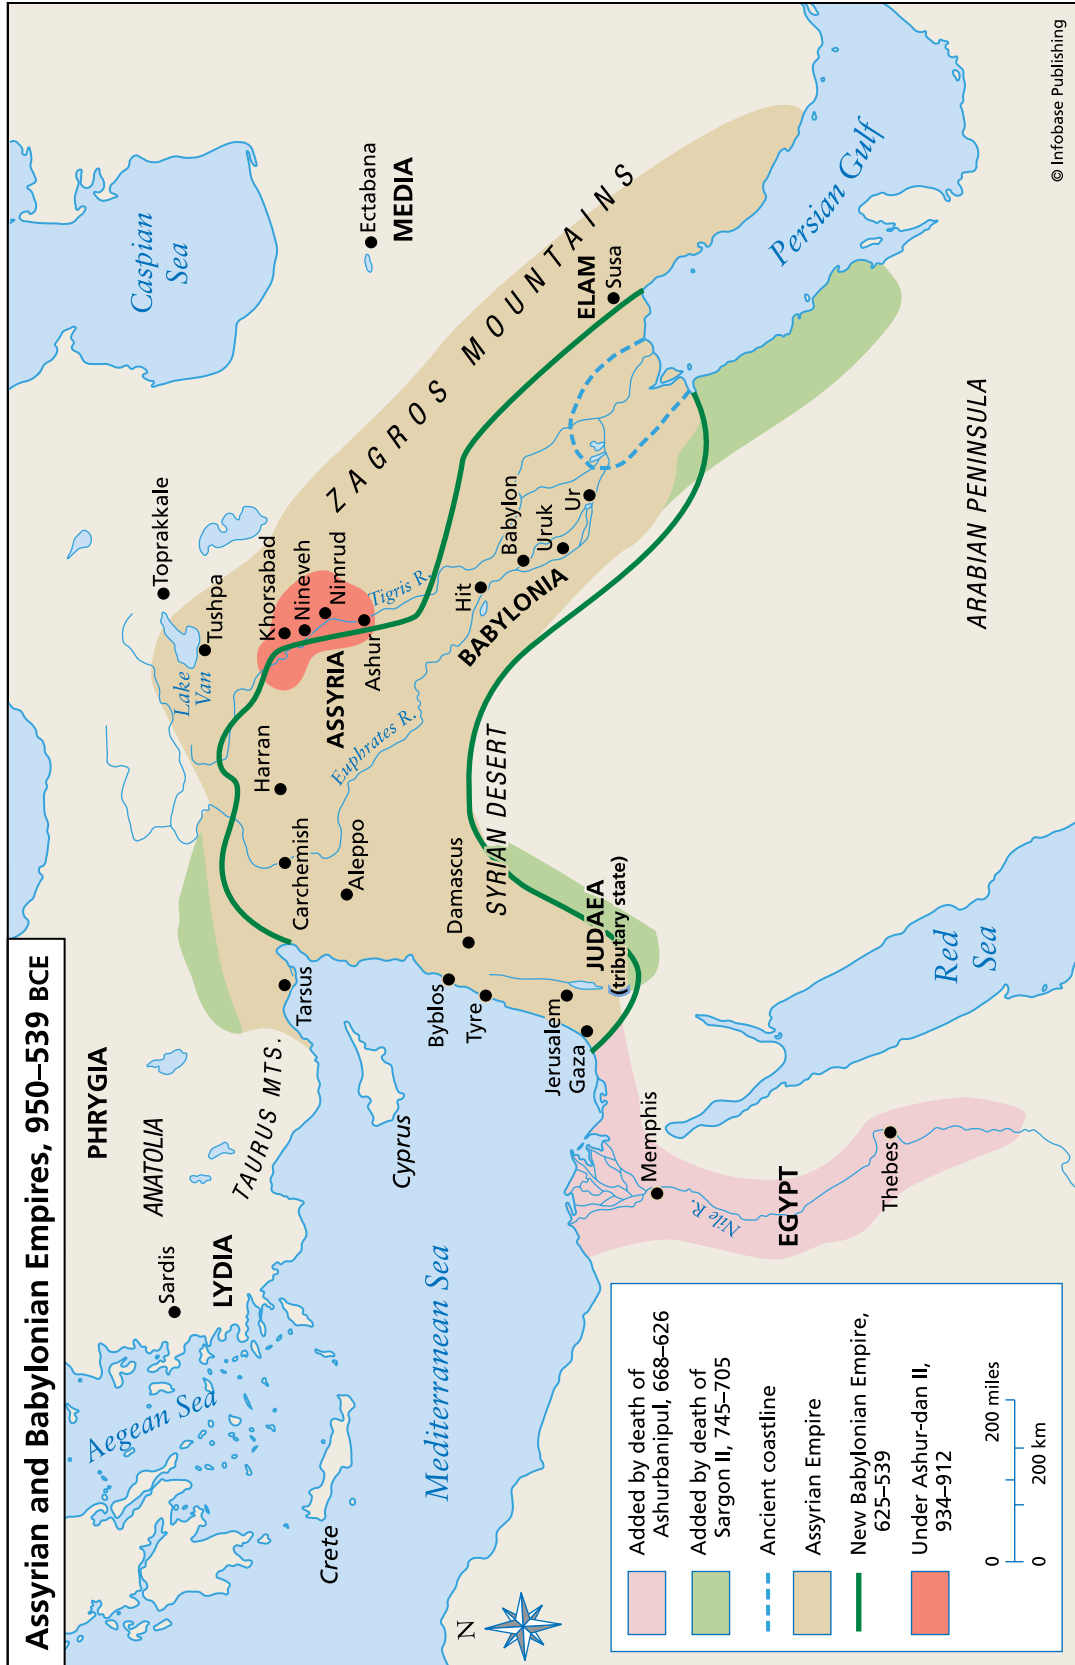 Assyrian and Babylonian Empires, 950–539 BCE
PHRYGIA
ANATOLIA
Sardis
LYDIA
TAURUS MTS.
Aegean Sea
Crete
Mediterranean Sea
Cyprus
Caspian
Sea
Toprakkale
Tushpa
Lake
Van
Ectabana
MEDIA
ZAGROS MOUNTAINS
Khorsabad
Nineveh
Nimrud
Ashur
ASSYRIA
Tigris R.
Harran
Carchemish
Aleppo
Euphrates R.
Tarsus
Hit
Babylon
Uruk
Ur
BABYLONIA
ELAM
Susa
Persian Gulf
Damascus
SYRIAN DESERT
Byblos
Tyre
Jerusalem
Gaza
JUDAEA
(tributary state)
Memphis
Nile R.
EGYPT
Thebes
Red
Sea
ARABIAN PENINSULA
N
Added by death of
Ashurbanipul, 668–626
Added by death of
Sargon II, 745–705
Ancient coastline
Assyrian Empire
New Babylonian Empire,
625–539
Under Ashur-dan II,
934–912
0 200 miles
0 200 km
© Infobase Publishing